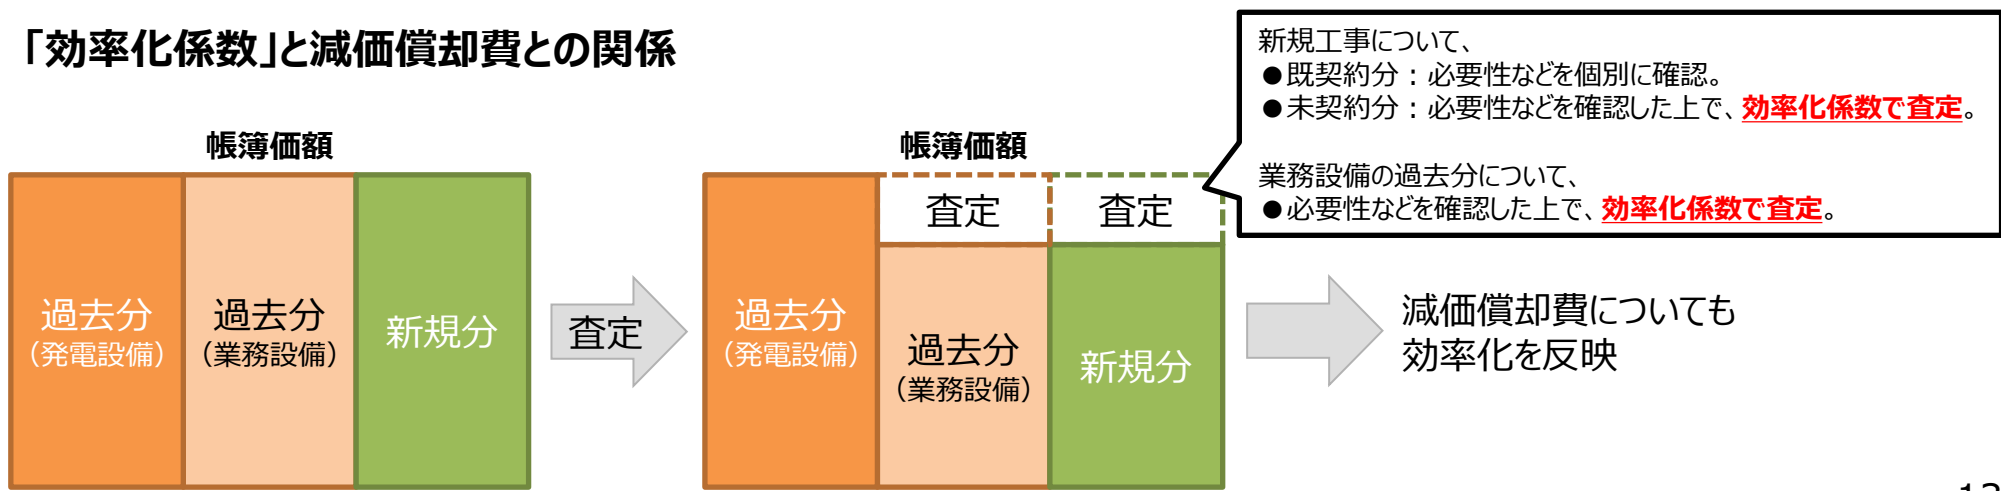 「効率化係数」と減価償却費との関係
新規工事について、
●既契約分：必要性などを個別に確認。
●未契約分：必要性などを確認した上で、効率化係数で査定。
業務設備の過去分について、
●必要性などを確認した上で、効率化係数で査定。
帳簿価額
過去分
（発電設備）
過去分
（業務設備）
新規分
査定
帳簿価額
査定
査定
過去分
（発電設備）
過去分
（業務設備）
新規分
減価償却費についても
効率化を反映